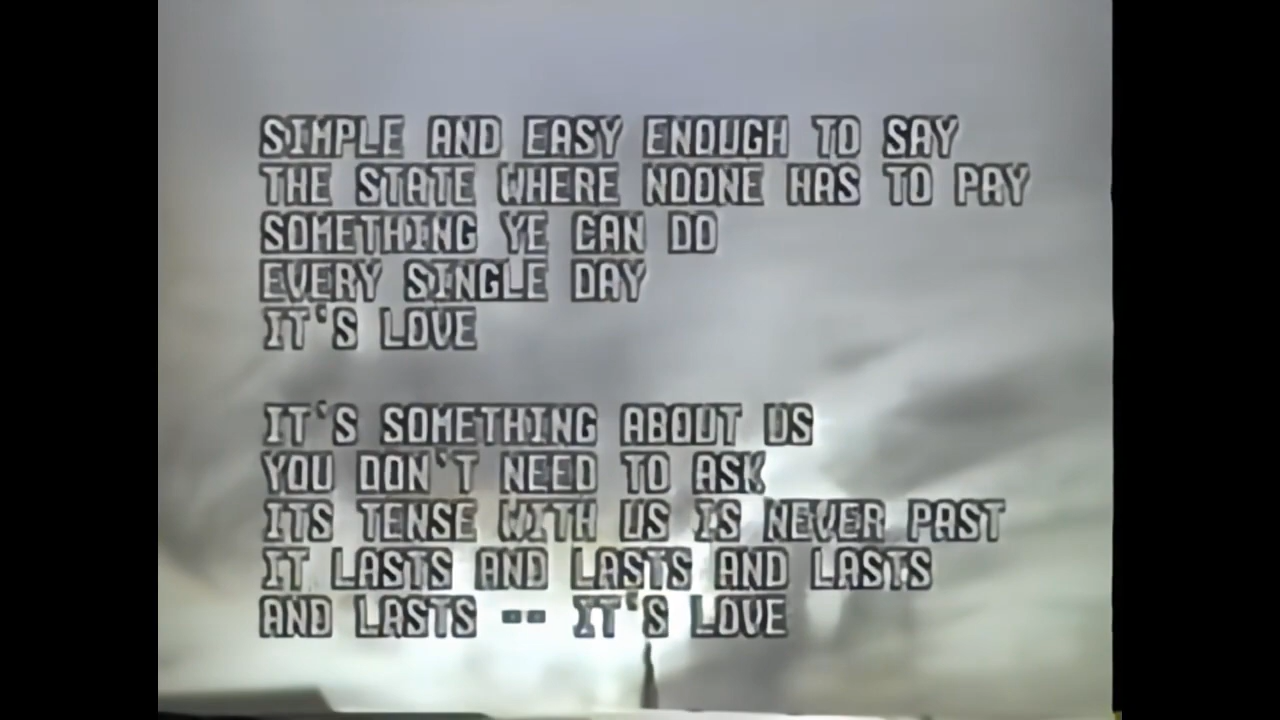 SIMPLE AND EASY ENOUGH TO SAY
THE STATE WHERE NOONE HAS TO PAY
SOMETHING YE CAN DO
EVERY SINGLE DAY
IT'S LOVE
IT'S SOMETHING ABOUT US
YOU DON'T NEED TO ASK
ITS TENSE WITH US IS NEVER PAST
IT LASTS AND LASTS AND LASTS
AND LASTS -- IT'S LOVE